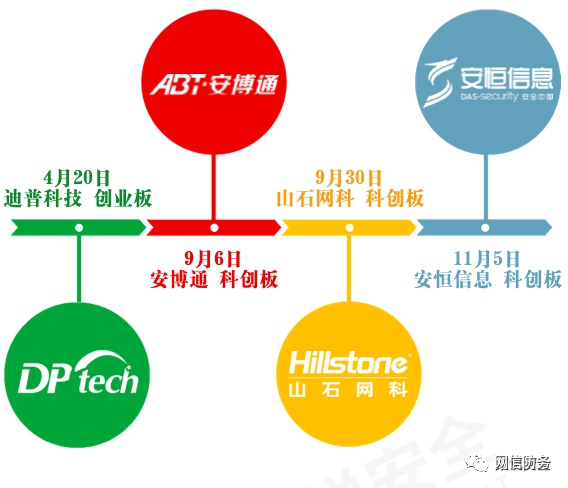 ABT·安博通
安恒信息
DAS-security 安全中国
4月20日
迪普科技 创业板
9月30日
山石网科 科创板
9月6日
安博通 科创板
11月5日
安恒信息 科创板
DPtech
Hillstone
山石网科
网信防务